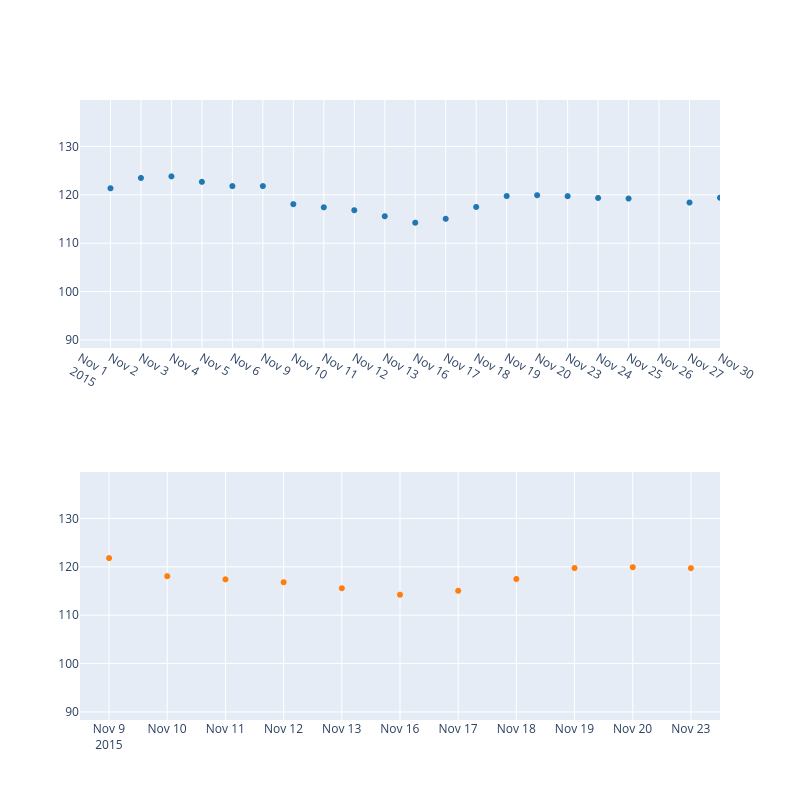 130
120
110
100
90
Nov 1
2015
Nov 2
Nov 3
Nov 4
Nov 5
Nov 6
Nov 9
Nov 10
Nov 11
Nov 12
Nov 13
Nov 16
Nov 17
Nov 18
Nov 19
Nov 20
Nov 23
Nov 24
Nov 25
Nov 26
Nov 27
Nov 30
130
120
110
100
90
Nov 9
2015
Nov 10
Nov 11
Nov 12
Nov 13
Nov 16
Nov 17
Nov 18
Nov 19
Nov 20
Nov 23